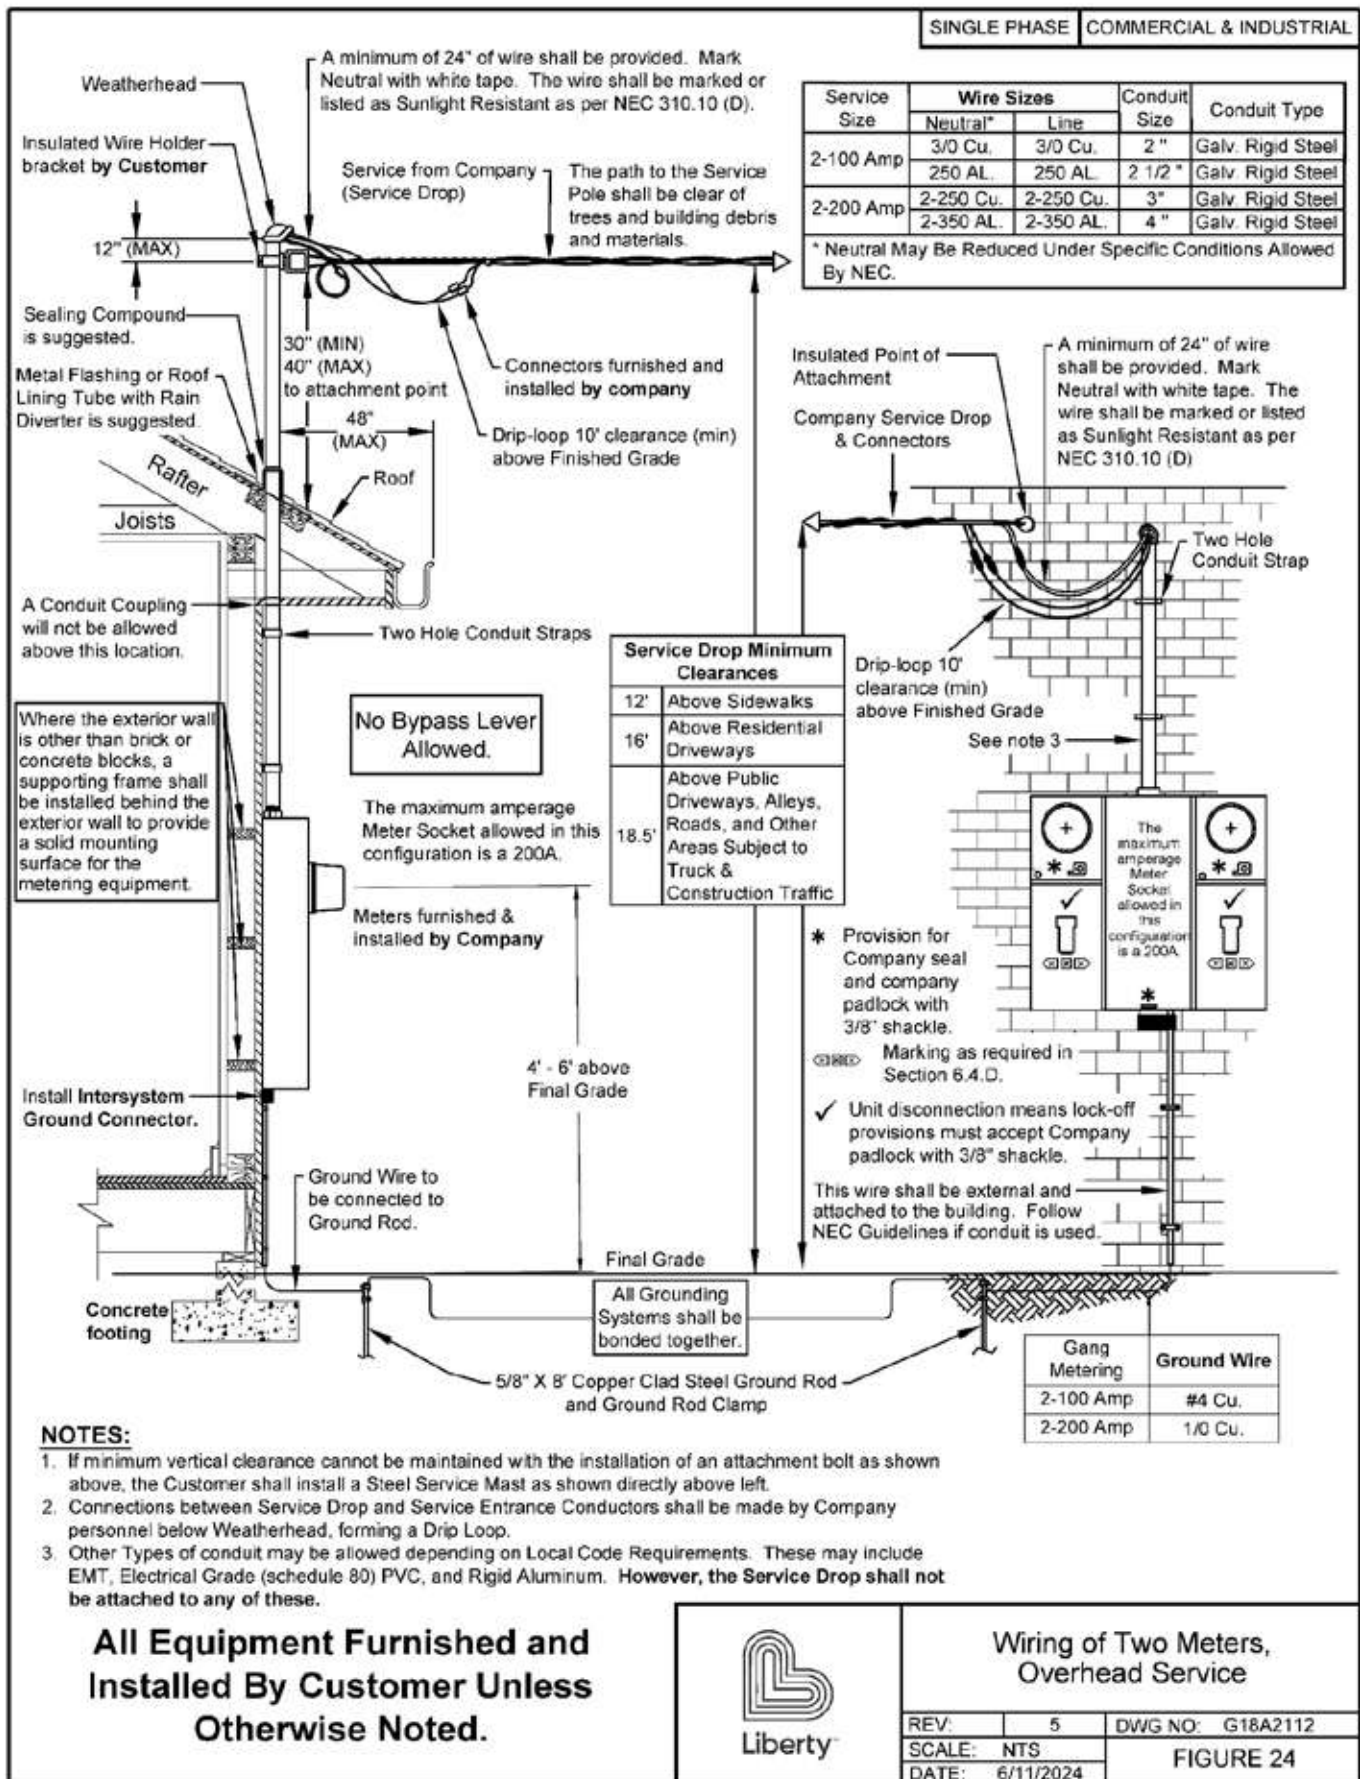 SINGLE PHASE
COMMERCIAL & INDUSTRIAL
Weatherhead
A minimum of 24" of wire shall be provided. Mark
Neutral with white tape. The wire shall be marked or
listed as Sunlight Resistant as per NEC 310.10 (D).
Insulated Wire Holder
bracket by Customer
Service from Company
(Service Drop)
The path to the Service
Pole shall be clear of
trees and building debris
and materials.
Service Size | Wire Sizes | Conduit Size | Conduit Type
Neutral* | Line
2-100 Amp | 3/0 Cu. | 3/0 Cu. | 2 " | Galv. Rigid Steel
250 AL. | 250 AL. | 2 1/2 " | Galv. Rigid Steel
2-200 Amp | 2-250 Cu. | 2-250 Cu. | 3" | Galv. Rigid Steel
2-350 AL. | 2-350 AL. | 4 " | Galv. Rigid Steel
* Neutral May Be Reduced Under Specific Conditions Allowed
By NEC.
12" (MAX)
Sealing Compound
is suggested.
Metal Flashing or Roof
Lining Tube with Rain
Diverter is suggested.
30" (MIN)
40" (MAX)
to attachment point
48"
(MAX)
Connectors furnished and
installed by company
Drip-loop 10' clearance (min)
above Finished Grade
Rafter
Roof
Joists
Insulated Point of
Attachment
Company Service Drop
& Connectors
A minimum of 24" of wire
shall be provided. Mark
Neutral with white tape. The
wire shall be marked or listed
as Sunlight Resistant as per
NEC 310.10 (D)
Two Hole
Conduit Strap
A Conduit Coupling
will not be allowed
above this location.
Two Hole Conduit Straps
Service Drop Minimum
Clearances
12' Above Sidewalks
16' Above Residential
Driveways
18.5' Above Public
Driveways, Alleys,
Roads, and Other
Areas Subject to
Truck &
Construction Traffic
Drip-loop 10'
clearance (min)
above Finished Grade
See note 3
Where the exterior wall
is other than brick or
concrete blocks, a
supporting frame shall
be installed behind the
exterior wall to provide
a solid mounting
surface for the
metering equipment.
No Bypass Lever
Allowed.
The maximum amperage
Meter Socket allowed in this
configuration is a 200A.
Meters furnished &
installed by Company
The
maximum
amperage
Meter
Socket
allowed in
this
configuration
is a 200A
* Provision for
Company seal
and company
padlock with
3/8" shackle.
Marking as required in
Section 6.4.D.
✓ Unit disconnection means lock-off
provisions must accept Company
padlock with 3/8" shackle.
This wire shall be external and
attached to the building. Follow
NEC Guidelines if conduit is used.
4' - 6' above
Final Grade
Install Intersystem
Ground Connector.
Ground Wire to
be connected to
Ground Rod.
Final Grade
All Grounding
Systems shall be
bonded together.
Concrete
footing
5/8" X 8' Copper Clad Steel Ground Rod
and Ground Rod Clamp
Gang Metering | Ground Wire
2-100 Amp | #4 Cu.
2-200 Amp | 1/0 Cu.
NOTES:
1. If minimum vertical clearance cannot be maintained with the installation of an attachment bolt as shown
above, the Customer shall install a Steel Service Mast as shown directly above left.
2. Connections between Service Drop and Service Entrance Conductors shall be made by Company
personnel below Weatherhead, forming a Drip Loop.
3. Other Types of conduit may be allowed depending on Local Code Requirements. These may include
EMT, Electrical Grade (schedule 80) PVC, and Rigid Aluminum. However, the Service Drop shall not
be attached to any of these.
All Equipment Furnished and
Installed By Customer Unless
Otherwise Noted.
Liberty
Wiring of Two Meters,
Overhead Service
REV: 5
DWG NO: G18A2112
SCALE: NTS
DATE: 6/11/2024
FIGURE 24